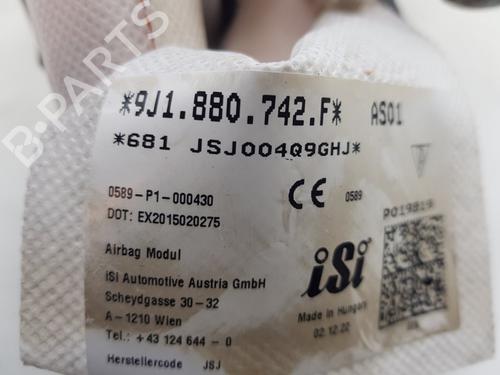 *9J1.880.742.F* AS01
*681 JSJ004Q9GHJ*
0589-P1-000430
DOT: EX2015020275
CE 0589
P019819
Airbag Modul
iSi Automotive Austria GmbH
Scheydgasse 30-32
A-1210 Wien
Tel.: +43 124 644-0
Herstellercode JSJ
iSi
Made in Hungary
02.12.22
B-PARTS